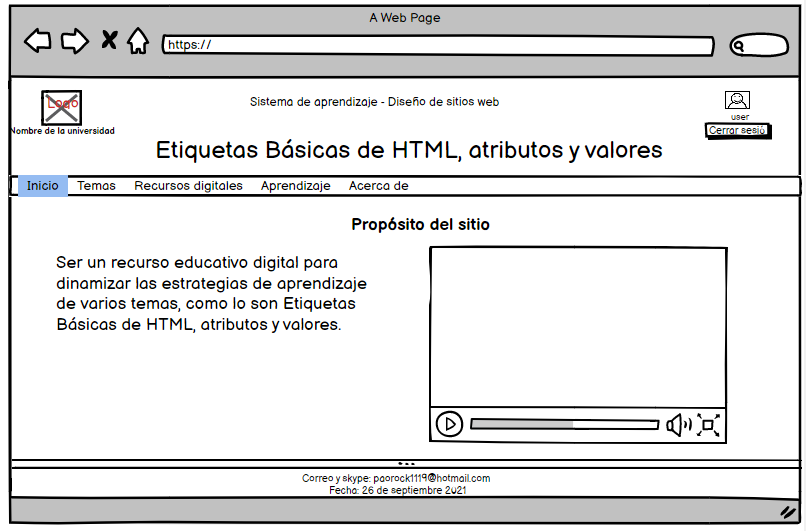 A Web Page
https://
Logo
Nombre de la universidad
Sistema de aprendizaje - Diseño de sitios web
user
Cerrar sesió
Etiquetas Básicas de HTML, atributos y valores
Inicio Temas Recursos digitales Aprendizaje Acerca de
Propósito del sitio
Ser un recurso educativo digital para
dinamizar las estrategias de aprendizaje
de varios temas, como lo son Etiquetas
Básicas de HTML, atributos y valores.
Correo y skype: paorock1119@hotmail.com
Fecha: 26 de septiembre 2021